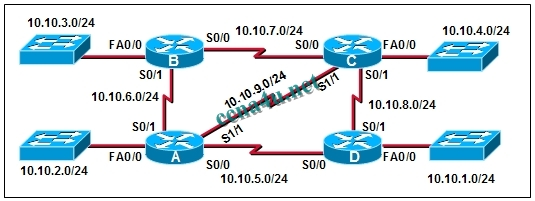 10.10.3.0/24
FA0/0
B
S0/0
10.10.7.0/24
S0/0
C
FA0/0
10.10.4.0/24
S0/1
S1/1
S0/1
10.10.6.0/24
10.10-9.0/24
ccna4u.net
10.10.8.0/24
S0/1
S1/1
S0/1
10.10.2.0/24
FA0/0
A
S0/0
10.10.5.0/24
S0/0
D
FA0/0
10.10.1.0/24